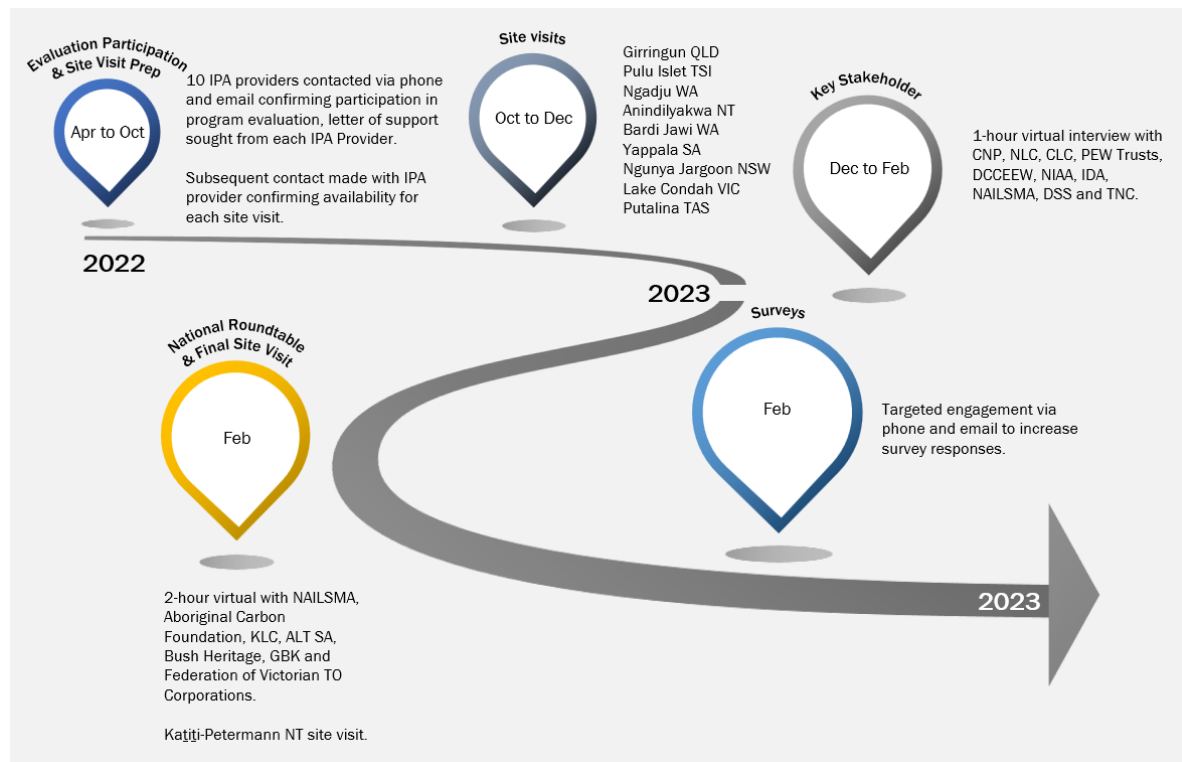 Evaluation Participation
& Site Visit Prep
Apr to Oct
10 IPA providers contacted via phone
and email confirming participation in
program evaluation, letter of support
sought from each IPA Provider.
Subsequent contact made with IPA
provider confirming availability for
each site visit.
Site visits
Oct to Dec
Girringun QLD
Pulu Islet TSI
Ngadju WA
Anindilyakwa NT
Bardi Jawi WA
Yappala SA
Ngunya Jargoon NSW
Lake Condah VIC
Putalina TAS
Key Stakeholder
Dec to Feb
1-hour virtual interview with
CNP, NLC, CLC, PEW Trusts,
DCCEEW, NIAA, IDA,
NAILSMA, DSS and TNC.
2022
2023
National Roundtable
& Final Site Visit
Feb
2-hour virtual with NAILSMA,
Aboriginal Carbon
Foundation, KLC, ALT SA,
Bush Heritage, GBK and
Federation of Victorian TO
Corporations.
Kaṯiṯi-Petermann NT site visit.
Surveys
Feb
Targeted engagement via
phone and email to increase
survey responses.
2023